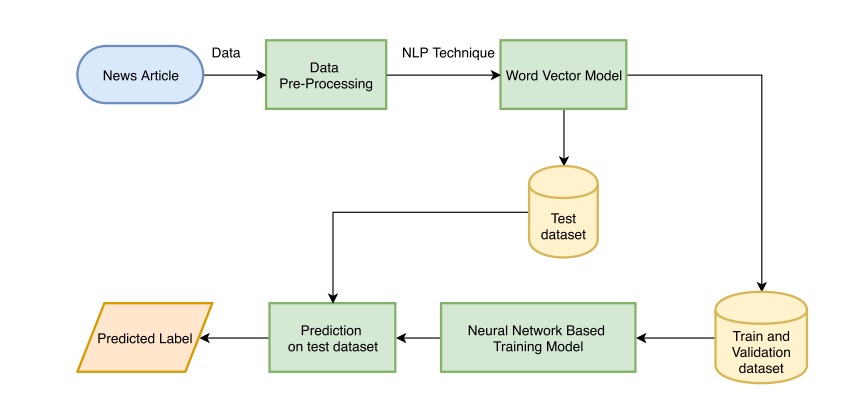 Data
NLP Technique
News Article
Data
Pre-Processing
Word Vector Model
Test
dataset
Predicted Label
Prediction
on test dataset
Neural Network Based
Training Model
Train and
Validation
dataset